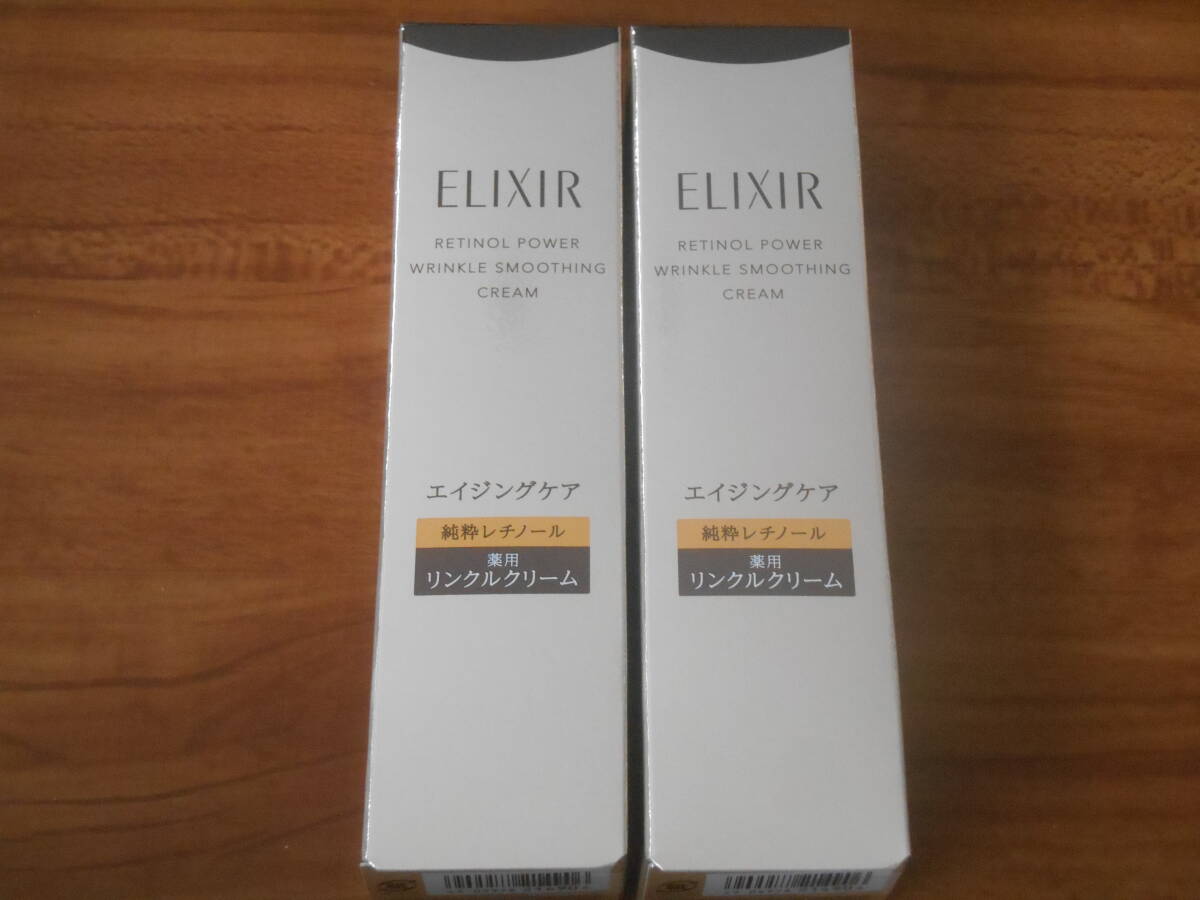 ELIXIR
RETINOL POWER
WRINKLE SMOOTHING
CREAM
エイジングケア
純粋レチノール
薬用
リンクルクリーム
ELIXIR
RETINOL POWER
WRINKLE SMOOTHING
CREAM
エイジングケア
純粋レチノール
薬用
リンクルクリーム